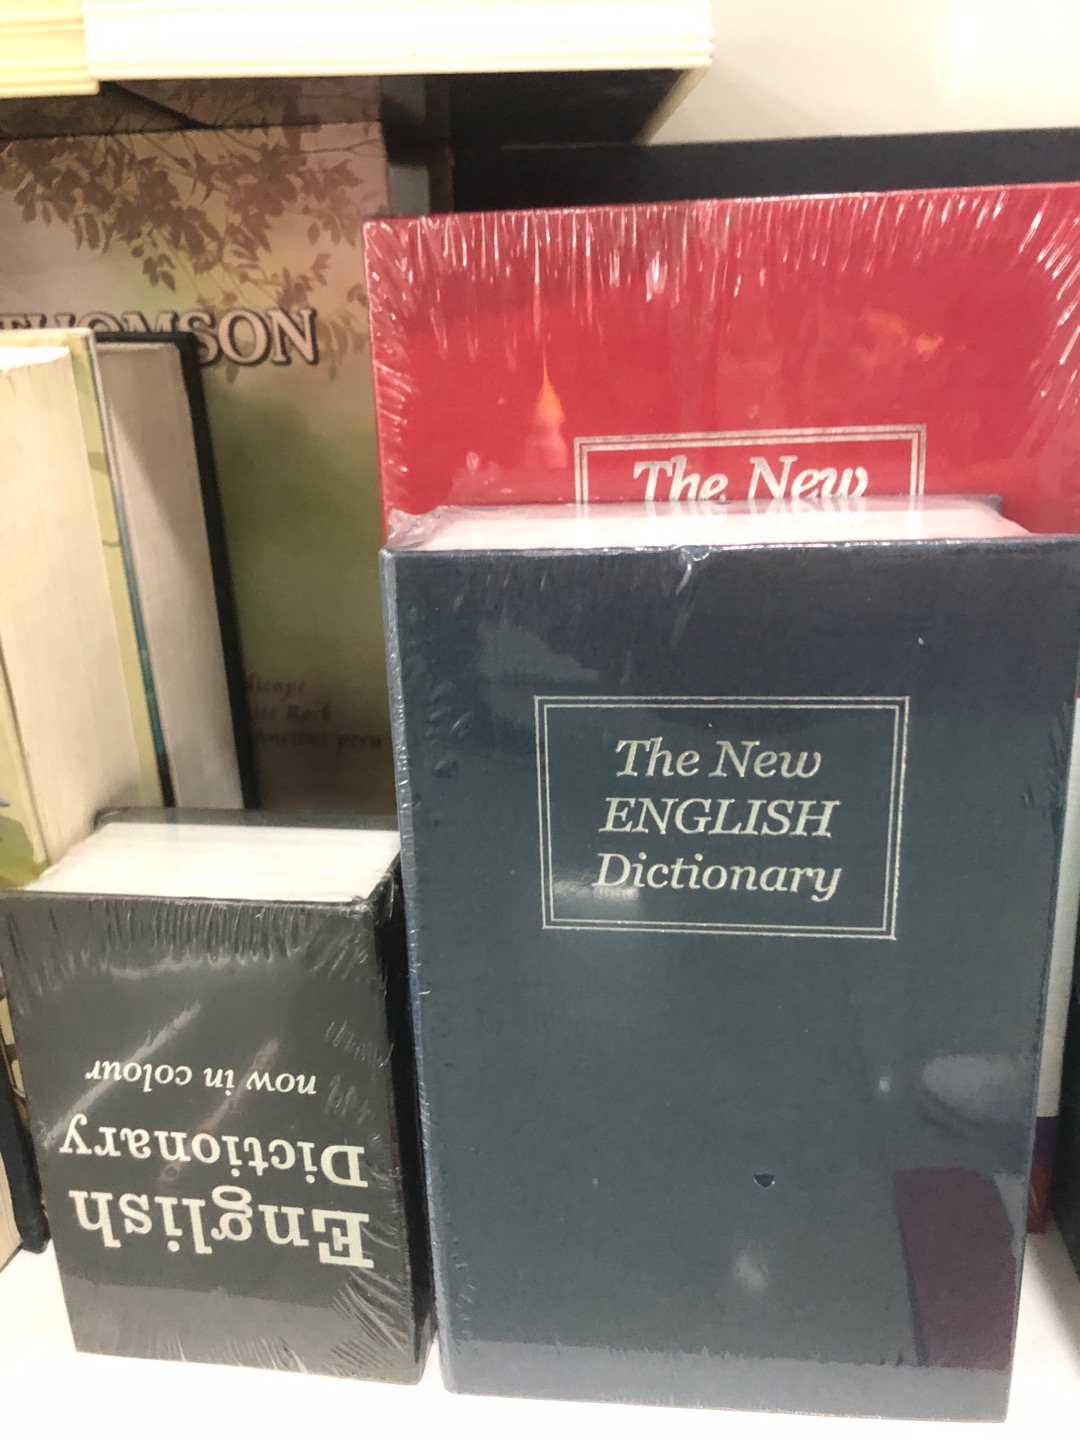 THOMSON
The New
The New
ENGLISH
Dictionary
English
Dictionary
now in colour